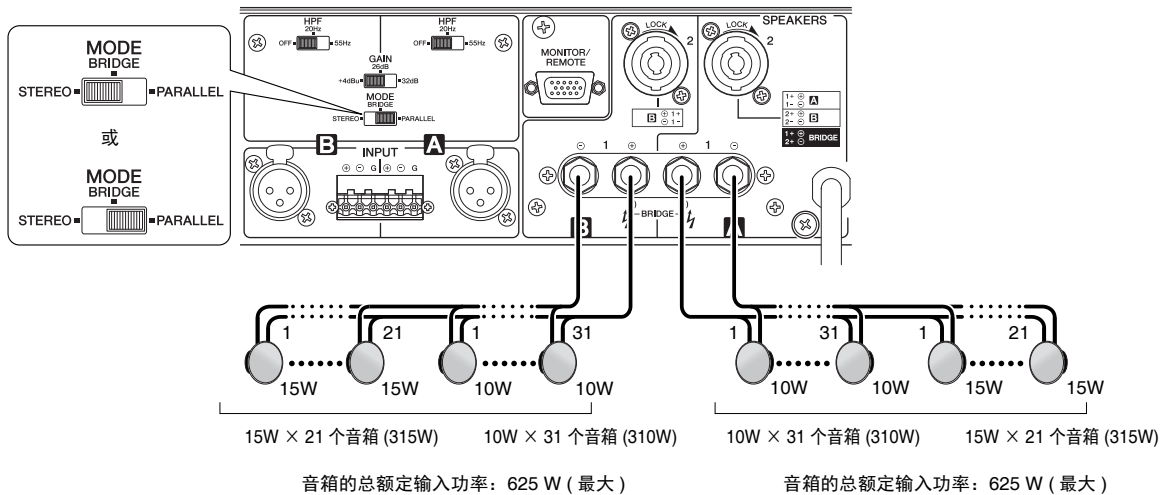 MODE
BRIDGE
STEREO PARALLEL
或
MODE
BRIDGE
STEREO PARALLEL
HPF
20Hz
OFF 55Hz
HPF
20Hz
OFF 55Hz
GAIN
26dB
+4dBu 32dB
MODE
BRIDGE
STEREO PARALLEL
B INPUT A
⊕ ⊖ G ⊕ ⊖ G
MONITOR/
REMOTE
LOCK
2
B ⊕ 1+
⊖ 1-
SPEAKERS
LOCK
2
1+ ⊕ A
1- ⊖
2+ ⊕ B
2- ⊖
1+ ⊕ BRIDGE
2+ ⊖
⊖ 1 ⊕ ⊕ 1 ⊖
B BRIDGE A
1 21 1 31
15W 15W 10W 10W
1 31 1 21
10W 10W 15W 15W
15W × 21 个音箱 (315W) 10W × 31 个音箱 (310W)
10W × 31 个音箱 (310W) 15W × 21 个音箱 (315W)
音箱的总额定输入功率：625 W ( 最大 )
音箱的总额定输入功率：625 W ( 最大 )